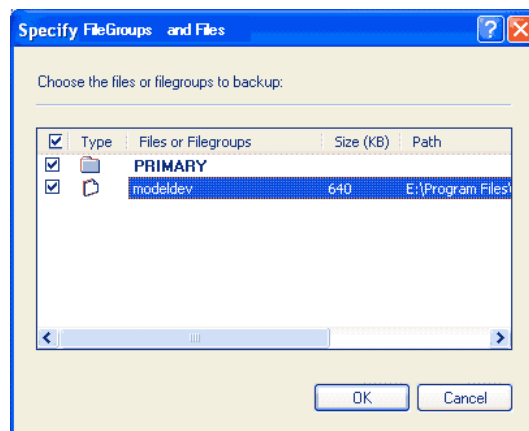 Specify FileGroups and Files
Choose the files or filegroups to backup:
Type Files or Filegroups Size (KB) Path
PRIMARY
modeldev 640 E:\Program Files\
OK Cancel